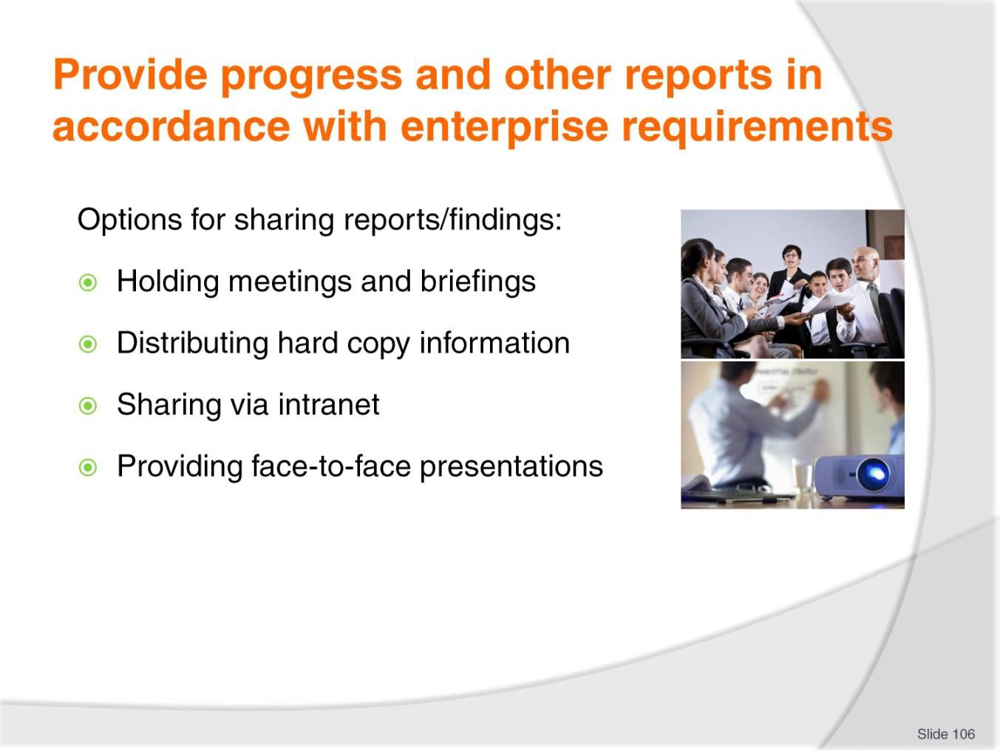 Provide progress and other reports in
accordance with enterprise requirements
Options for sharing reports/findings:
Holding meetings and briefings
Distributing hard copy information
Sharing via intranet
Providing face-to-face presentations
Slide 106